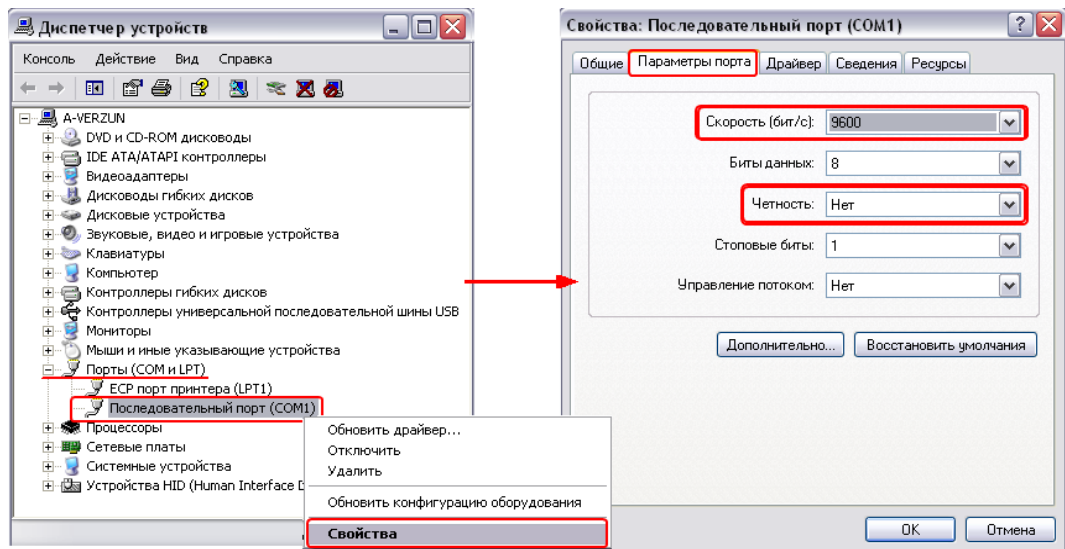 Диспетчер устройств
Консоль Действие Вид Справка
A-VERZUN
DVD и CD-ROM дисководы
IDE ATA/ATAPI контроллеры
Видеоадаптеры
Дисководы гибких дисков
Дисковые устройства
Звуковые, видео и игровые устройства
Клавиатуры
Компьютер
Контроллеры гибких дисков
Контроллеры универсальной последовательной шины USB
Мониторы
Мыши и иные указывающие устройства
Порты (COM и LPT)
ECP порт принтера (LPT1)
Последовательный порт (COM1)
Процессоры
Сетевые платы
Системные устройства
Устройства HID (Human Interface
Обновить драйвер...
Отключить
Удалить
Обновить конфигурацию оборудования
Свойства
Свойства: Последовательный порт (COM1)
Общие Параметры порта Драйвер Сведения Ресурсы
Скорость (бит/с): 9600
Биты данных: 8
Четность: Нет
Стоповые биты: 1
Управление потоком: Нет
Дополнительно... Восстановить умолчания
OK Отмена